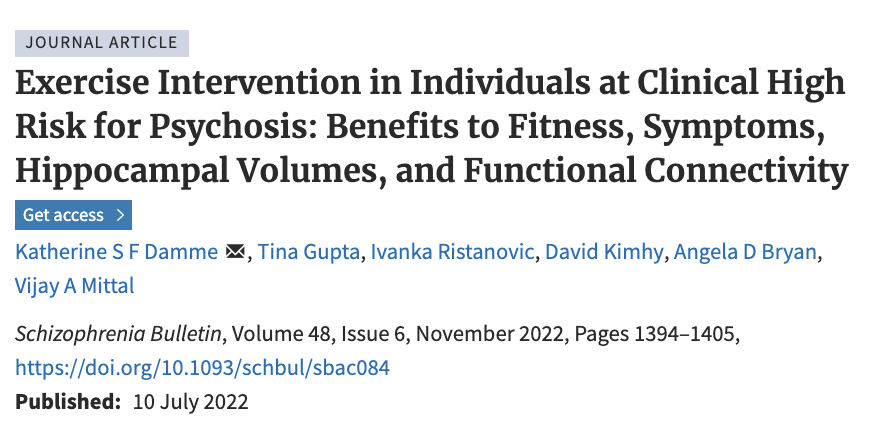 JOURNAL ARTICLE
Exercise Intervention in Individuals at Clinical High
Risk for Psychosis: Benefits to Fitness, Symptoms,
Hippocampal Volumes, and Functional Connectivity
Get access >
Katherine S F Damme ✉, Tina Gupta, Ivanka Ristanovic, David Kimhy, Angela D Bryan,
Vijay A Mittal
Schizophrenia Bulletin, Volume 48, Issue 6, November 2022, Pages 1394–1405,
https://doi.org/10.1093/schbul/sbac084
Published: 10 July 2022